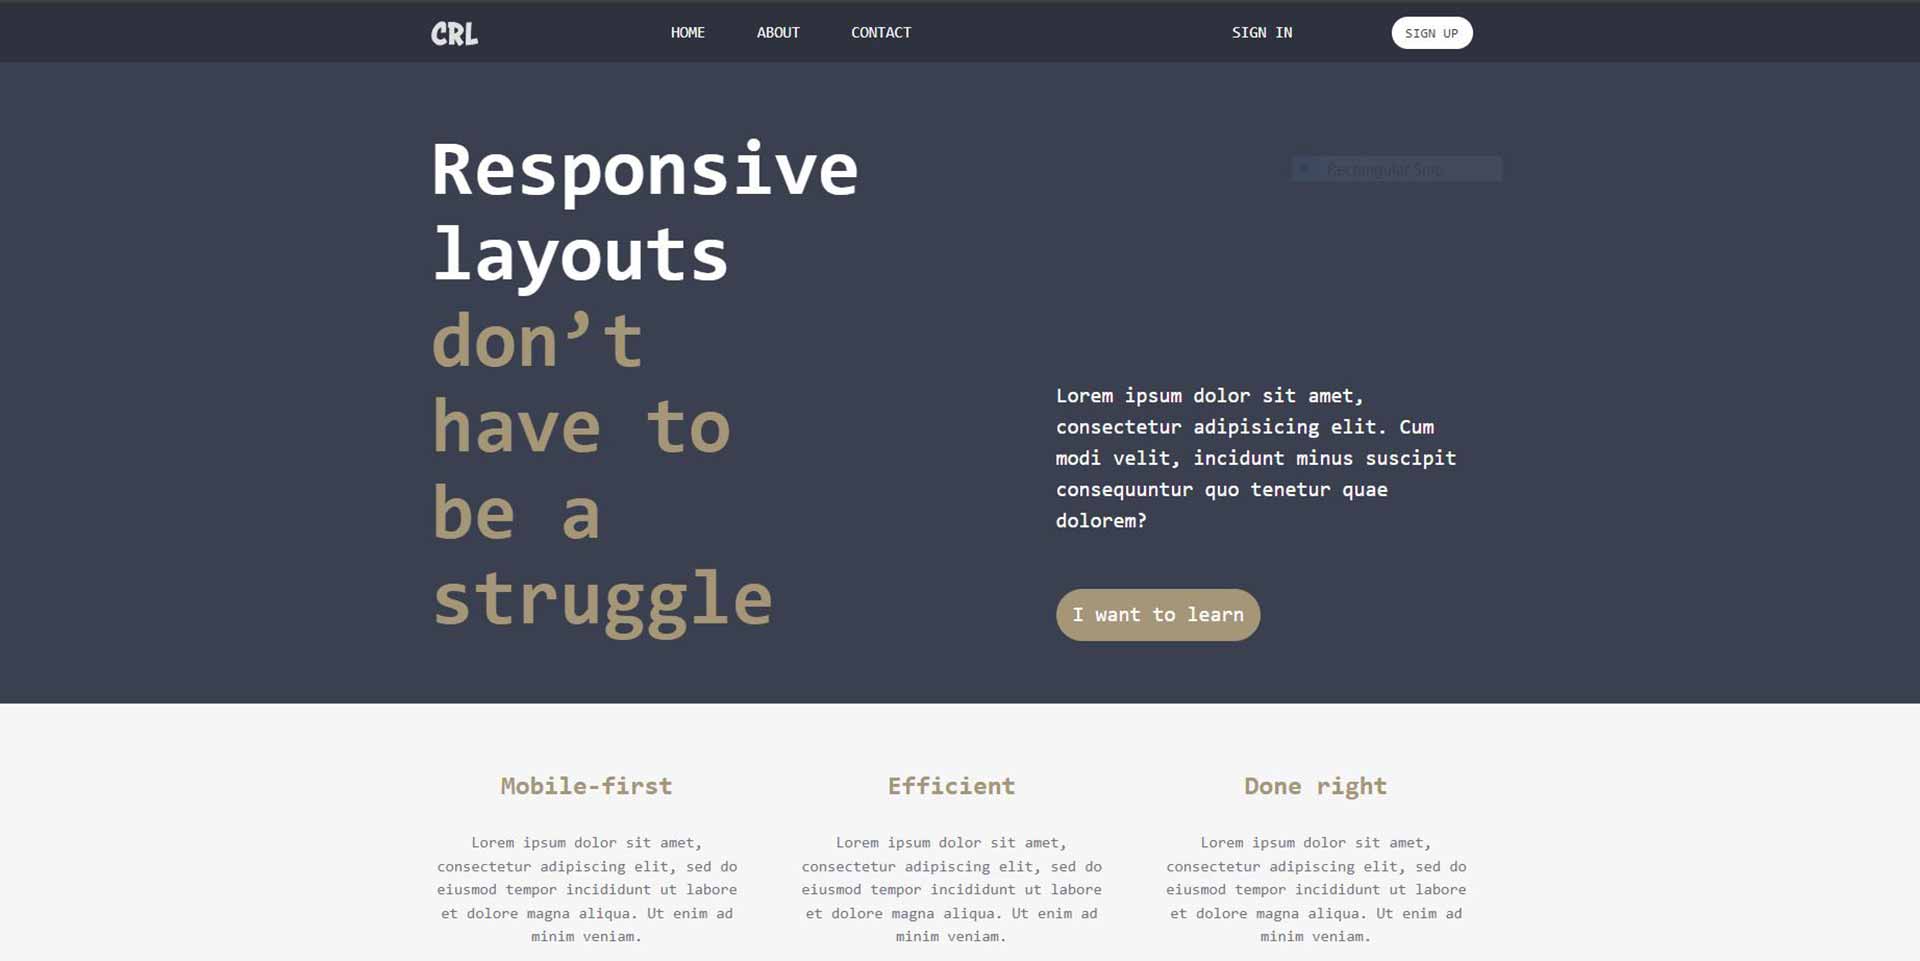 CRL
HOME ABOUT CONTACT
SIGN IN
SIGN UP
Responsive
layouts
don’t
have to
be a
struggle
Rectangular Snip
Lorem ipsum dolor sit amet,
consectetur adipisicing elit. Cum
modi velit, incidunt minus suscipit
consequuntur quo tenetur quae
dolorem?
I want to learn
Mobile-first
Lorem ipsum dolor sit amet,
consectetur adipiscing elit, sed do
eiusmod tempor incididunt ut labore
et dolore magna aliqua. Ut enim ad
minim veniam.
Efficient
Lorem ipsum dolor sit amet,
consectetur adipiscing elit, sed do
eiusmod tempor incididunt ut labore
et dolore magna aliqua. Ut enim ad
minim veniam.
Done right
Lorem ipsum dolor sit amet,
consectetur adipiscing elit, sed do
eiusmod tempor incididunt ut labore
et dolore magna aliqua. Ut enim ad
minim veniam.